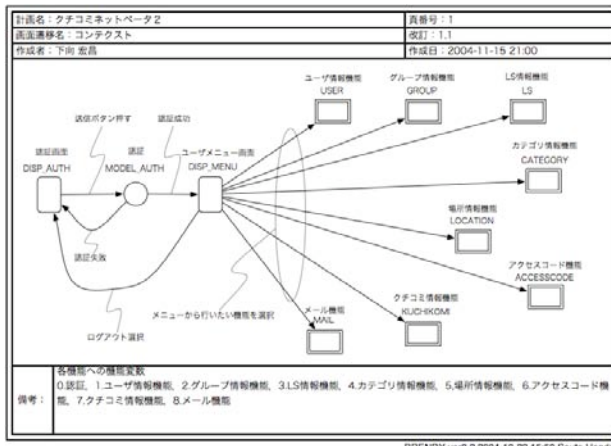 計画名：クチコミネットベータ２
頁番号：1
画面遷移名：コンテクスト
改訂：1.1
作成者：下向 宏昌
作成日：2004-11-15 21:00
ユーザ情報機能
USER
グループ情報機能
GROUP
LS情報機能
LS
送信ボタン押す
認証成功
認証画面
DISP_AUTH
認証
MODEL_AUTH
ユーザメニュー画面
DISP_MENU
カテゴリ情報機能
CATEGORY
場所情報機能
LOCATION
認証失敗
アクセスコード機能
ACCESSCODE
ログアウト選択
メニューから行いたい機能を選択
メール機能
MAIL
クチコミ情報機能
KUCHIKOMI
備考：
各機能への機能変数
0.認証，1.ユーザ情報機能，2.グループ情報機能，3.LS情報機能，4.カテゴリ情報機能，5.場所情報機能，6.アクセスコード機
能，7.クチコミ情報機能，8.メール機能